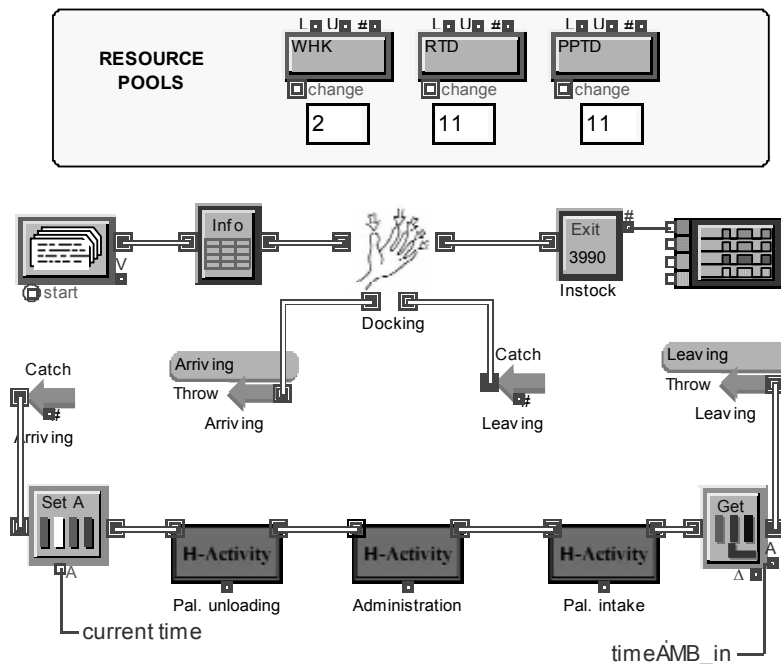 L U #
L U #
L U #
RESOURCE
POOLS
WHK
RTD
PPTD
change
change
change
2
11
11
Info
Exit
3990
#
V
start
Docking
Instock
Catch
#
Arriving
Arriving
Throw
Arriving
Catch
#
Leaving
Leaving
Throw
Leaving
Set A
A
H-Activity
H-Activity
H-Activity
Get
A
Δ
Pal. unloading
Administration
Pal. intake
current time
timeȦMB_in